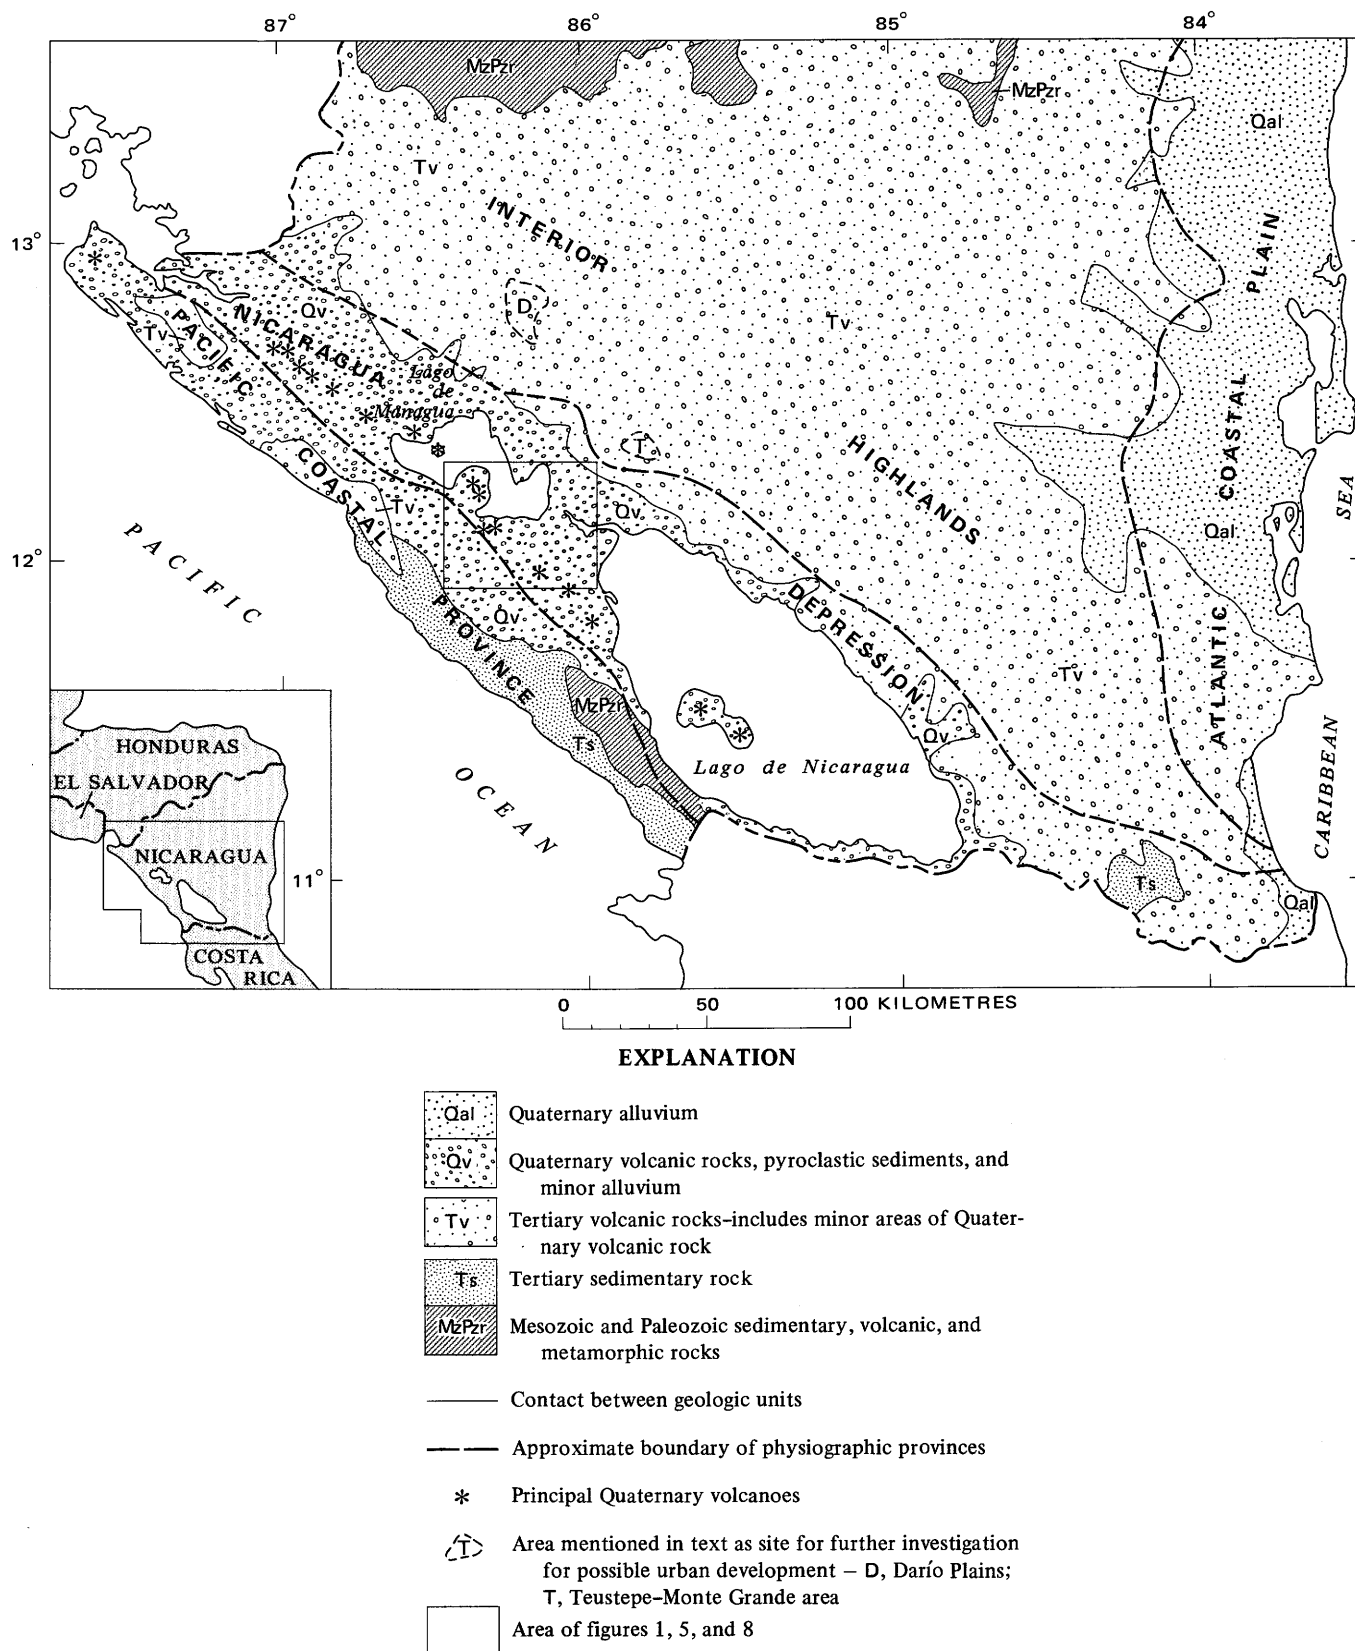 87° 86° 85° 84°
MzPzr
MzPzr
Qal
Tv
INTERIOR
13°
D
Qv
Tv
NICARAGUA
PACIFIC
Tv
Lago
de
Managua
PLAIN
COASTAL
ATLANTIC
T
HIGHLANDS
COASTAL
Tv
Qv
Qal
SEA
CARIBBEAN
12°
PACIFIC
OCEAN
PROVINCE
Qv
DEPRESSION
Tv
MzPzr
Ts
Qv
Lago de Nicaragua
HONDURAS
EL SALVADOR
NICARAGUA
COSTA
RICA
11°
Ts
Qal
0 50 100 KILOMETRES
EXPLANATION
Qal Quaternary alluvium
Qv Quaternary volcanic rocks, pyroclastic sediments, and
minor alluvium
Tv Tertiary volcanic rocks-includes minor areas of Quater-
nary volcanic rock
Ts Tertiary sedimentary rock
MzPzr Mesozoic and Paleozoic sedimentary, volcanic, and
metamorphic rocks
Contact between geologic units
Approximate boundary of physiographic provinces
* Principal Quaternary volcanoes
T Area mentioned in text as site for further investigation
for possible urban development – D, Darío Plains;
T, Teustepe-Monte Grande area
Area of figures 1, 5, and 8